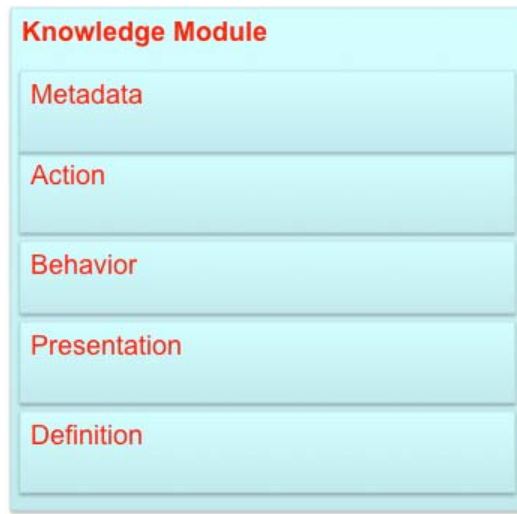 Knowledge Module
Metadata
Action
Behavior
Presentation
Definition